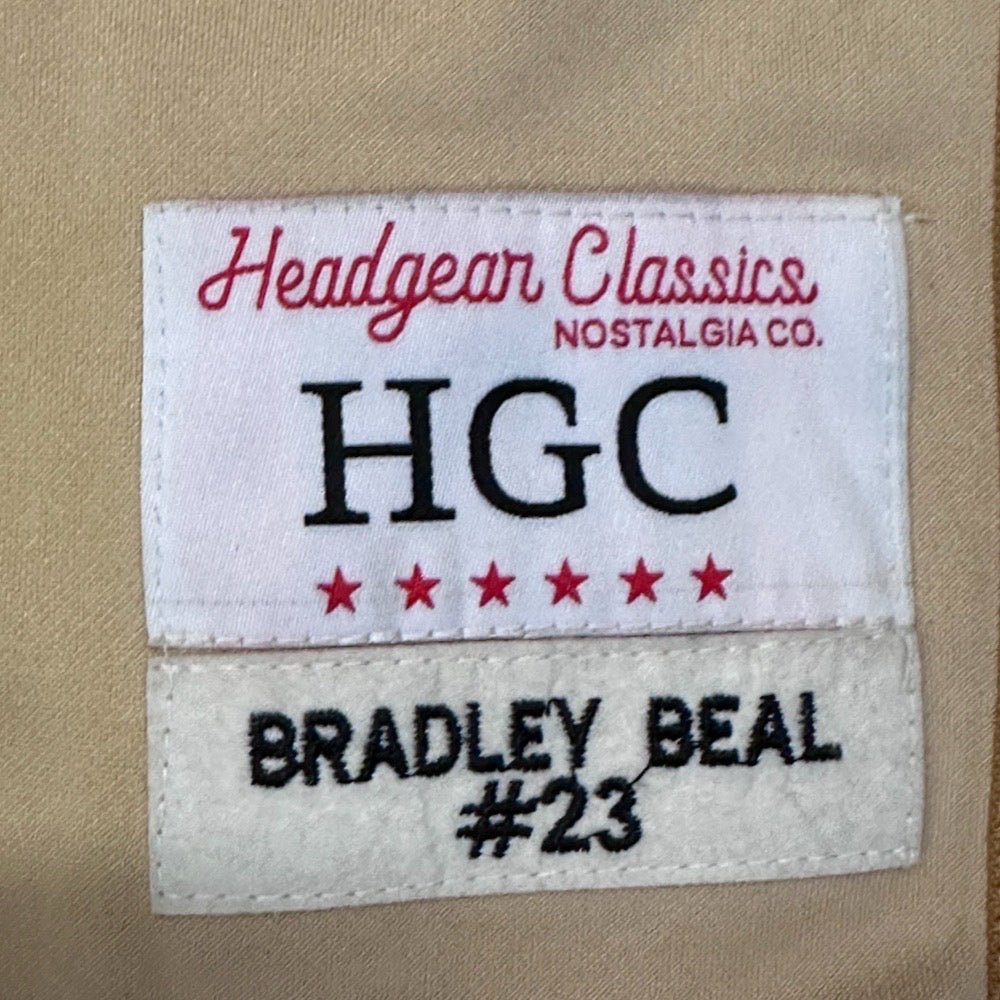 Headgear Classics
NOSTALGIA CO.
HGC
BRADLEY BEAL
#23